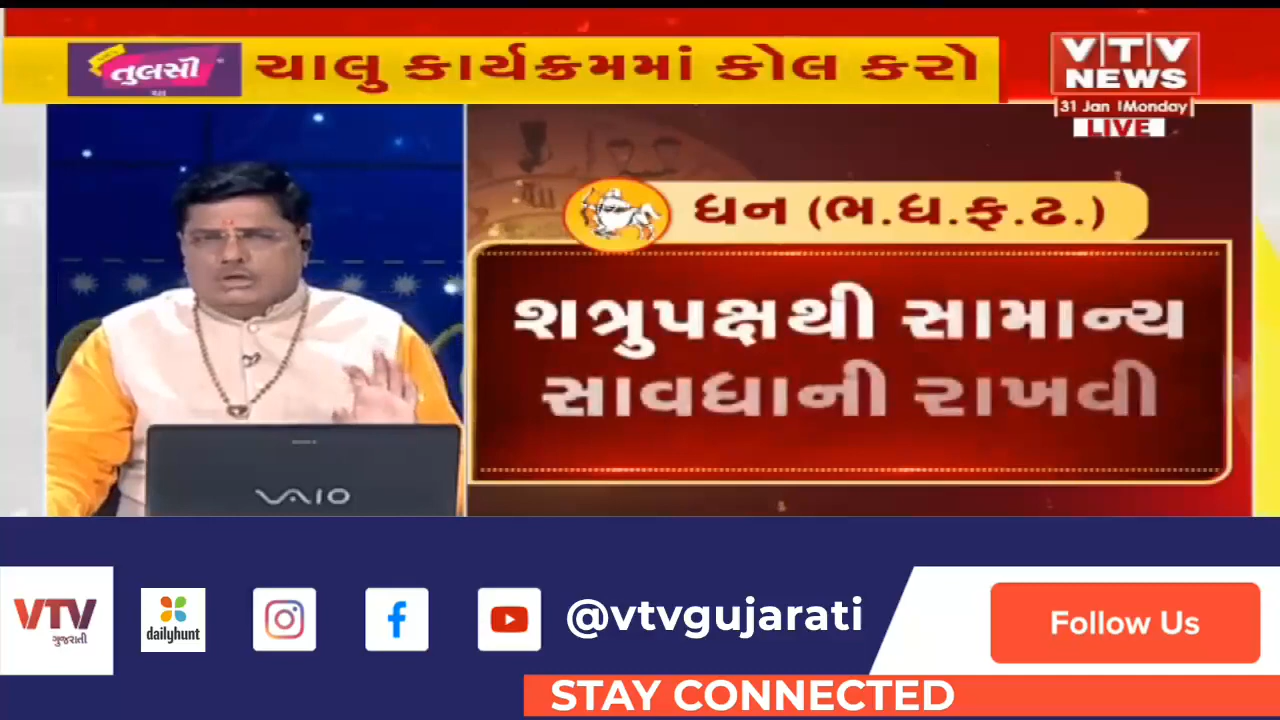 તુલસી
ચાલુ કાર્યક્રમમાં કોલ કરો
VTV
NEWS
31 Jan |Monday
LIVE
ધન (ભ.ધ.ફ.ઢ.)
શત્રુપક્ષથી સામાન્ય
સાવધાની રાખવી
VAIO
VTV
ગુજરાતી
dailyhunt
@vtvgujarati
Follow Us
STAY CONNECTED